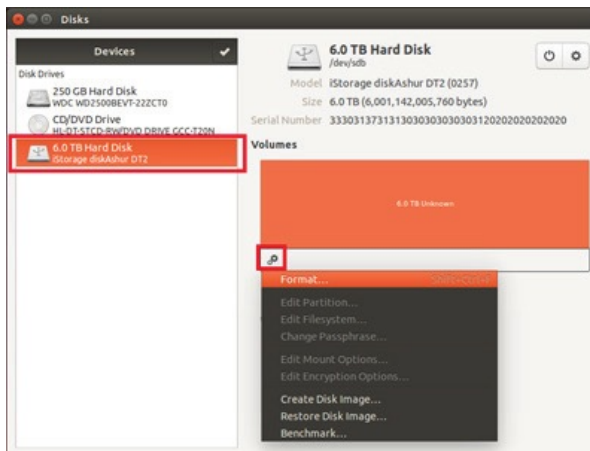 Disks
Devices
Disk Drives
250 GB Hard Disk
WDC WD2500BEVT-22ZCT0
CD/DVD Drive
HL-DT-STCD-RW/DVD DRIVE GCC-T20N
6.0 TB Hard Disk
iStorage diskAshur DT2
6.0 TB Hard Disk
/dev/sdb
Model iStorage diskAshur DT2 (0257)
Size 6.0 TB (6,001,142,005,760 bytes)
Serial Number
Volumes
6.0 TB Unknown
Format... Shift+Ctrl+F
Edit Partition...
Edit Filesystem...
Change Passphrase...
Edit Mount Options...
Edit Encryption Options...
Create Disk Image...
Restore Disk Image...
Benchmark...